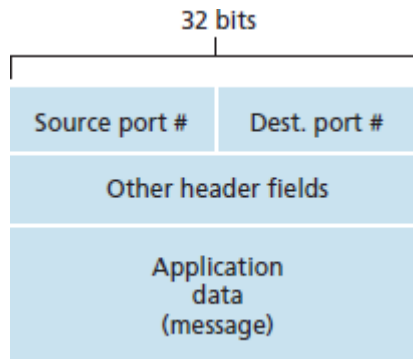 32 bits
Source port #
Dest. port #
Other header fields
Application
data
(message)